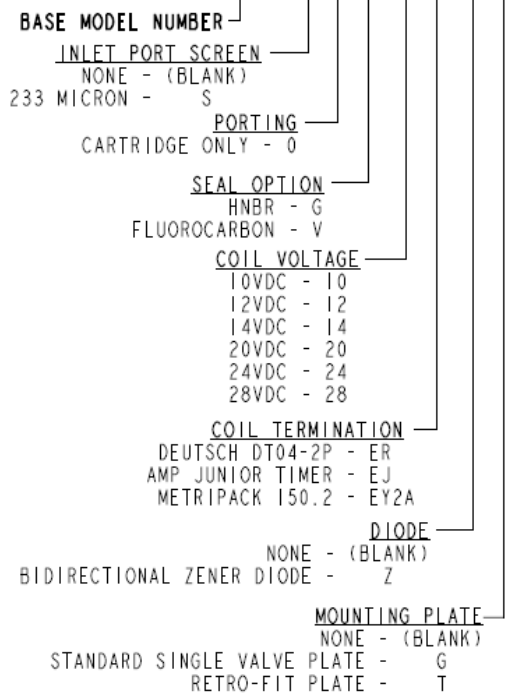 BASE MODEL NUMBER
INLET PORT SCREEN
NONE - (BLANK)
233 MICRON - S
PORTING
CARTRIDGE ONLY - 0
SEAL OPTION
HNBR - G
FLUOROCARBON - V
COIL VOLTAGE
10VDC - 10
12VDC - 12
14VDC - 14
20VDC - 20
24VDC - 24
28VDC - 28
COIL TERMINATION
DEUTSCH DT04-2P - ER
AMP JUNIOR TIMER - EJ
METRIPACK 150.2 - EY2A
DIODE
NONE - (BLANK)
BIDIRECTIONAL ZENER DIODE - Z
MOUNTING PLATE
NONE - (BLANK)
STANDARD SINGLE VALVE PLATE - G
RETRO-FIT PLATE - T